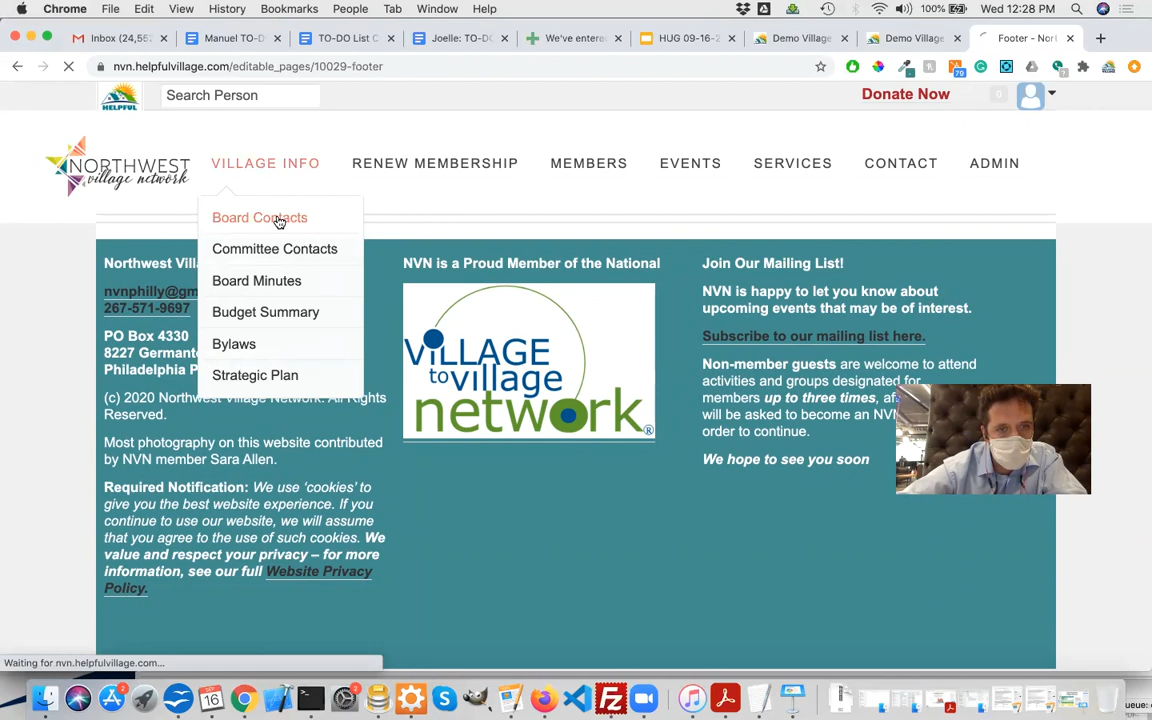 Chrome File Edit View History Bookmarks People Tab Window Help 100% Wed 12:28 PM
Inbox (24,55 Manuel TO-D TO-DO List C Joelle: TO-DO We've entere HUG 09-16-2 Demo Village Demo Village Footer - Nor
nvn.helpfulvillage.com/editable_pages/10029-footer
HELPFUL Search Person Donate Now 0
NORTHWEST village network
VILLAGE INFO RENEW MEMBERSHIP MEMBERS EVENTS SERVICES CONTACT ADMIN
Board Contacts
Committee Contacts
Board Minutes
Budget Summary
Bylaws
Strategic Plan
Northwest Villa
nvnphilly@gm
267-571-9697
PO Box 4330
8227 Germant
Philadelphia P
(c) 2020 Northwest Village Network. All Rights
Reserved.
Most photography on this website contributed
by NVN member Sara Allen.
Required Notification: We use 'cookies' to
give you the best website experience. If you
continue to use our website, we will assume
that you agree to the use of such cookies. We
value and respect your privacy – for more
information, see our full Website Privacy
Policy.
NVN is a Proud Member of the National
VILLAGE
to village
network®
Join Our Mailing List!
NVN is happy to let you know about
upcoming events that may be of interest.
Subscribe to our mailing list here.
Non-member guests are welcome to attend
activities and groups designated for
members up to three times, af
will be asked to become an NV
order to continue.
We hope to see you soon
Waiting for nvn.helpfulvillage.com...
ueue: